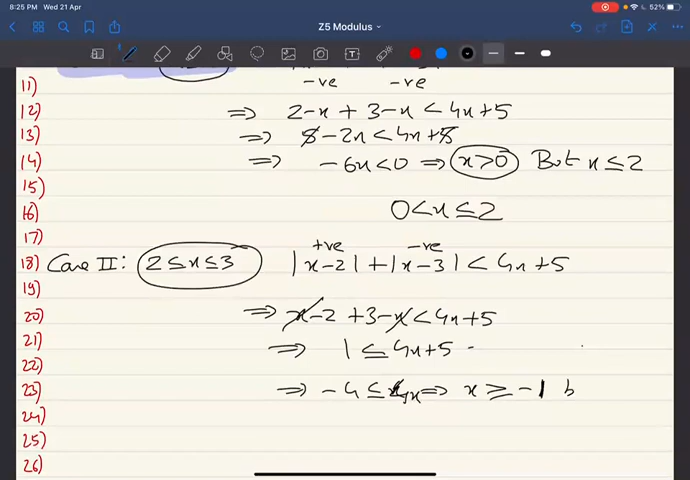 8:25 PM Wed 21 Apr 52%
Z5 Modulus
11) -ve -ve
12) ⇒ 2-x + 3-x < 4x+5
13) ⇒ 5 - 2x < 4x + 5
14) ⇒ -6x < 0 ⇒ x > 0 But x ≤ 2
15)
16) 0 < x ≤ 2
17) +ve -ve
18) Case II: 2 ≤ x ≤ 3 |x-2| + |x-3| < 4x+5
19)
20) ⇒ x-2 + 3-x < 4x+5
21) ⇒ 1 ≤ 4x+5 -
22)
23) ⇒ -4 ≤ 4x ⇒ x ≥ -1 b
24)
25)
26)